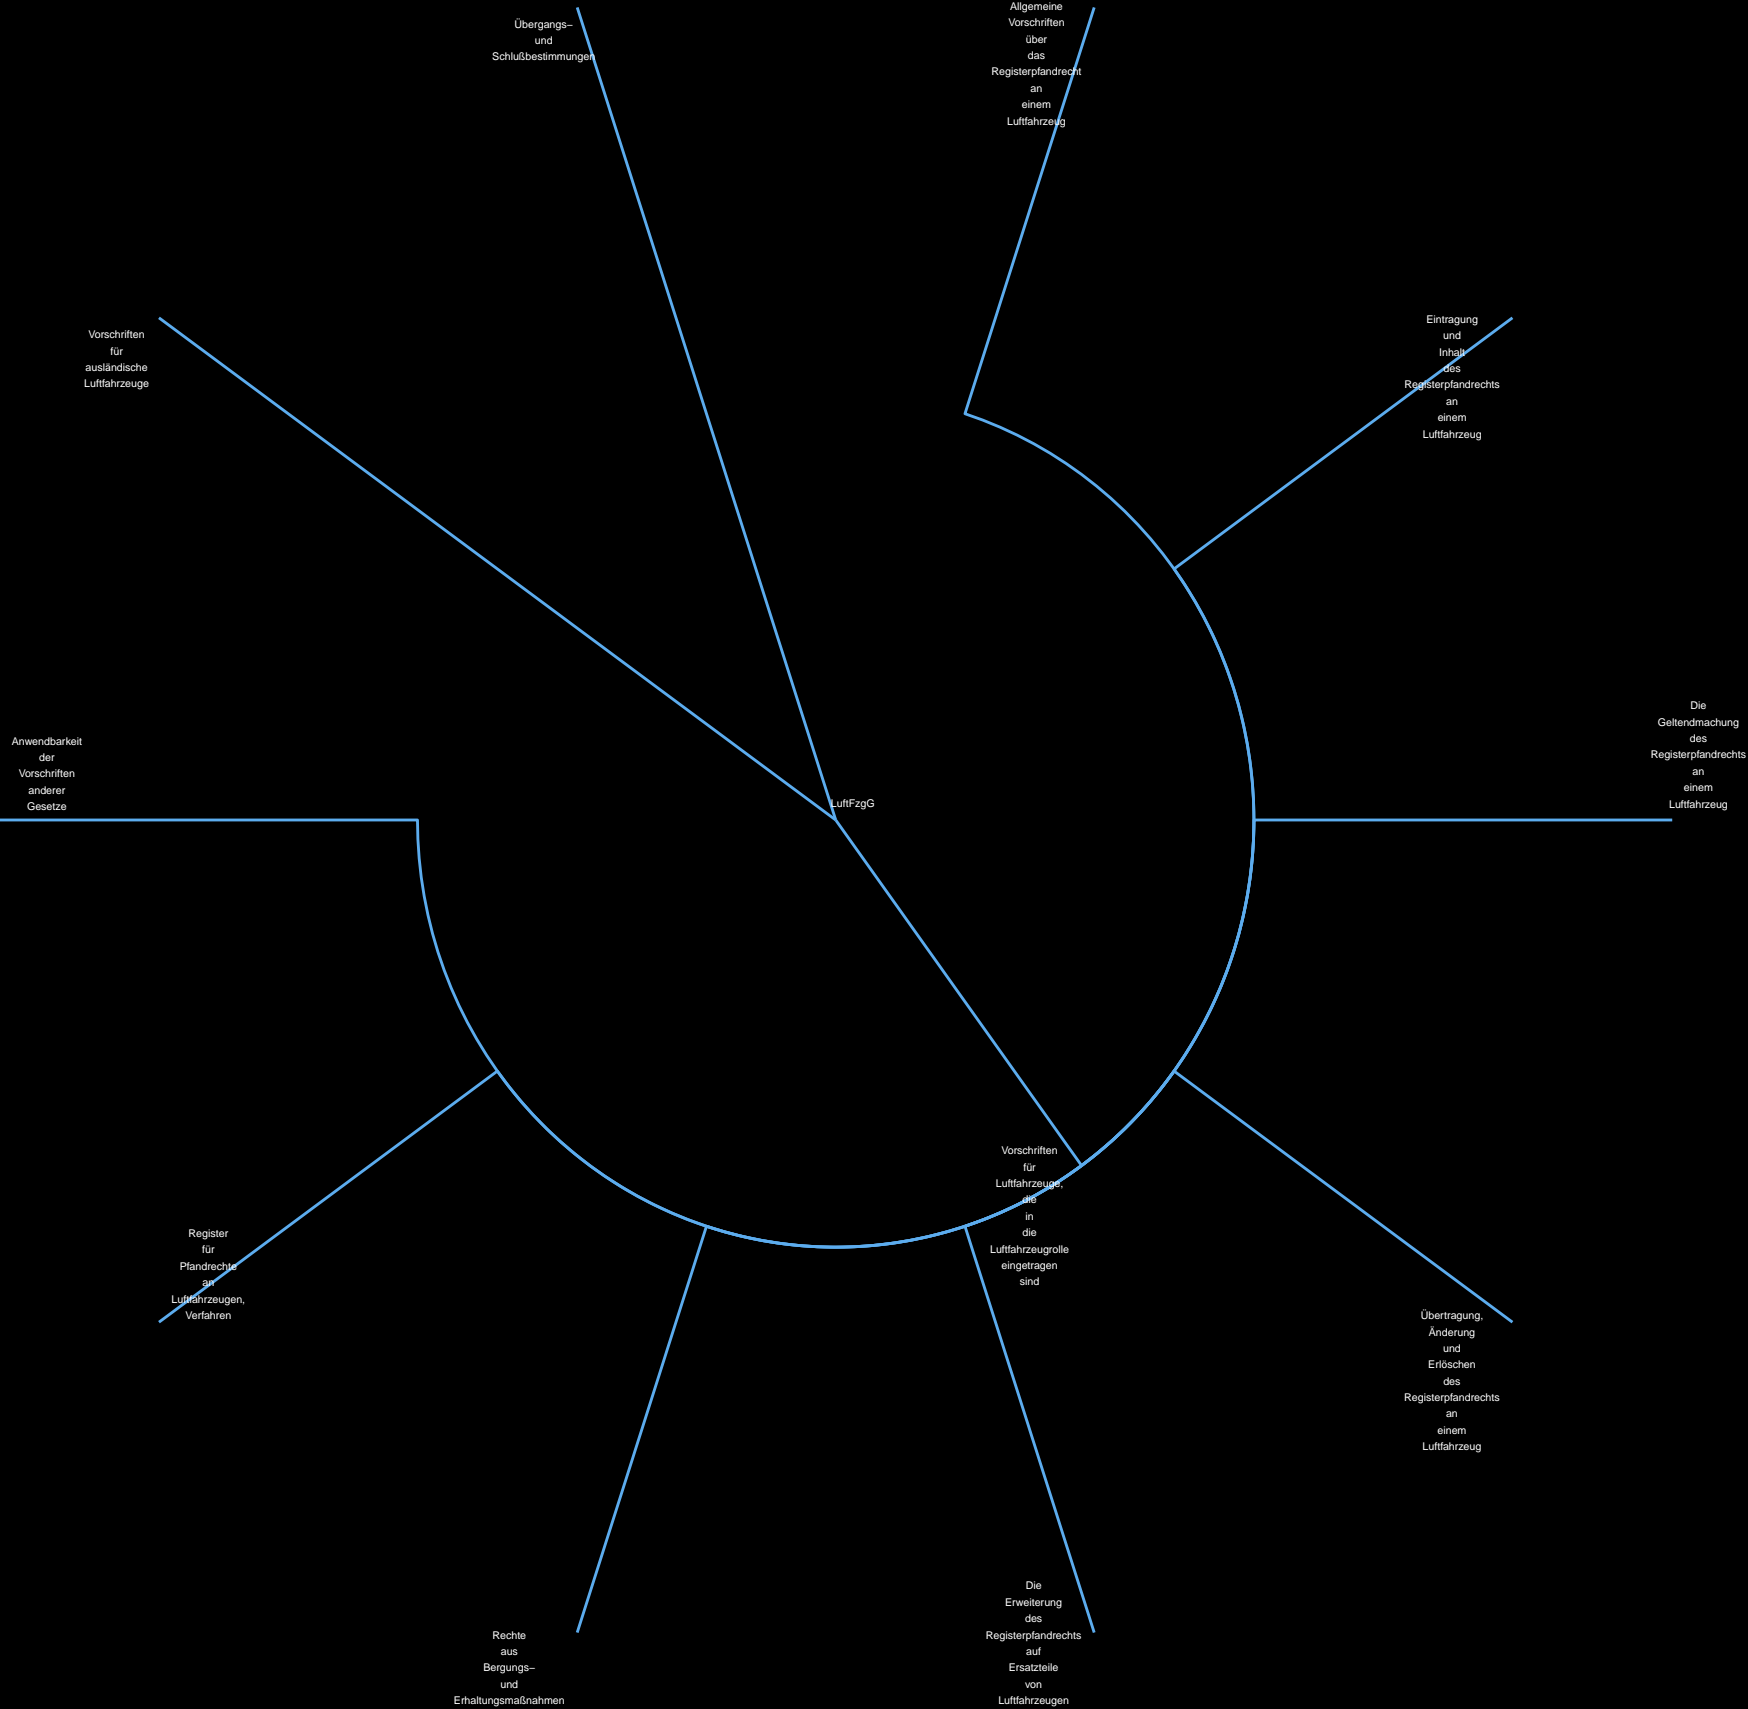 Übergangs–
und
Schlußbestimmungen
Allgemeine
Vorschriften
über
das
Registerpfandrecht
an
einem
Luftfahrzeug
Vorschriften
für
ausländische
Luftfahrzeuge
Eintragung
und
Inhalt
des
Registerpfandrechts
an
einem
Luftfahrzeug
Anwendbarkeit
der
Vorschriften
anderer
Gesetze
LuftFzgG
Die
Geltendmachung
des
Registerpfandrechts
an
einem
Luftfahrzeug
Vorschriften
für
Luftfahrzeuge,
die
in
die
Luftfahrzeugrolle
eingetragen
sind
Register
für
Pfandrechte
an
Luftfahrzeugen,
Verfahren
Übertragung,
Änderung
und
Erlöschen
des
Registerpfandrechts
an
einem
Luftfahrzeug
Rechte
aus
Bergungs–
und
Erhaltungsmaßnahmen
Die
Erweiterung
des
Registerpfandrechts
auf
Ersatzteile
von
Luftfahrzeugen